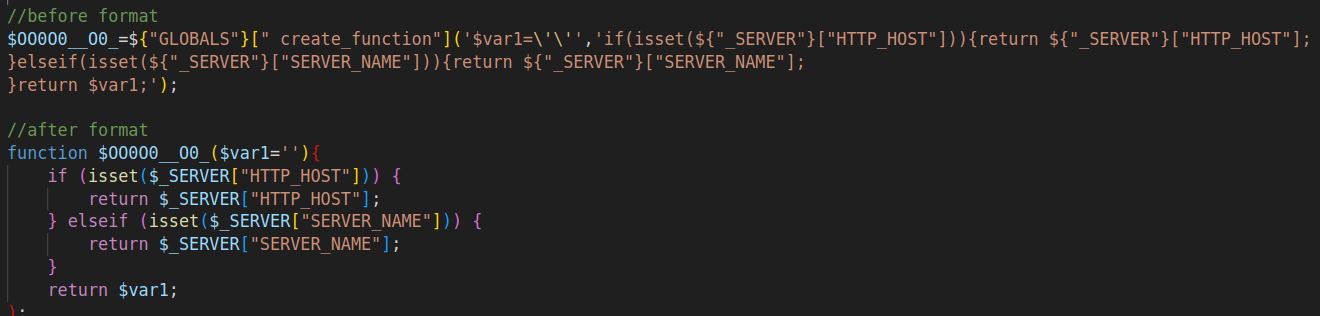 //before format
$OO0O0__O0_=${"GLOBALS"}[" create_function"]('$var1=\'\'','if(isset(${"_SERVER"}["HTTP_HOST"])){return ${"_SERVER"}["HTTP_HOST"];
}elseif(isset(${"_SERVER"}["SERVER_NAME"])){return ${"_SERVER"}["SERVER_NAME"];
}return $var1;');
//after format
function $OO0O0__O0_($var1=''){
if (isset($_SERVER["HTTP_HOST"])) {
return $_SERVER["HTTP_HOST"];
} elseif (isset($_SERVER["SERVER_NAME"])) {
return $_SERVER["SERVER_NAME"];
}
return $var1;
);